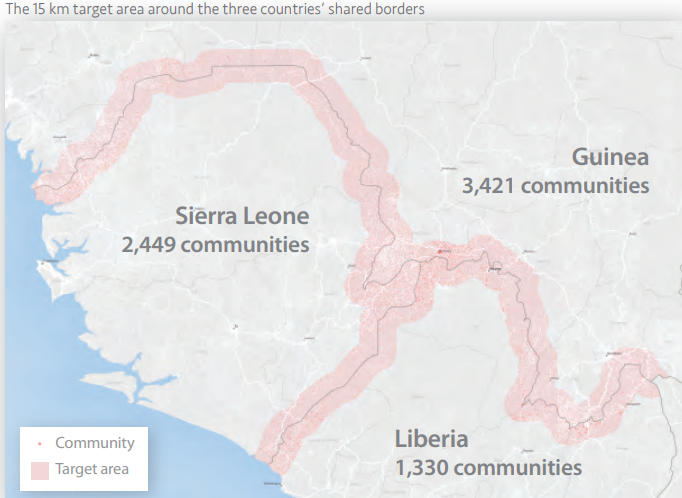 The 15 km target area around the three countries' shared borders
Guinea
3,421 communities
Sierra Leone
2,449 communities
Liberia
1,330 communities
Community
Target area